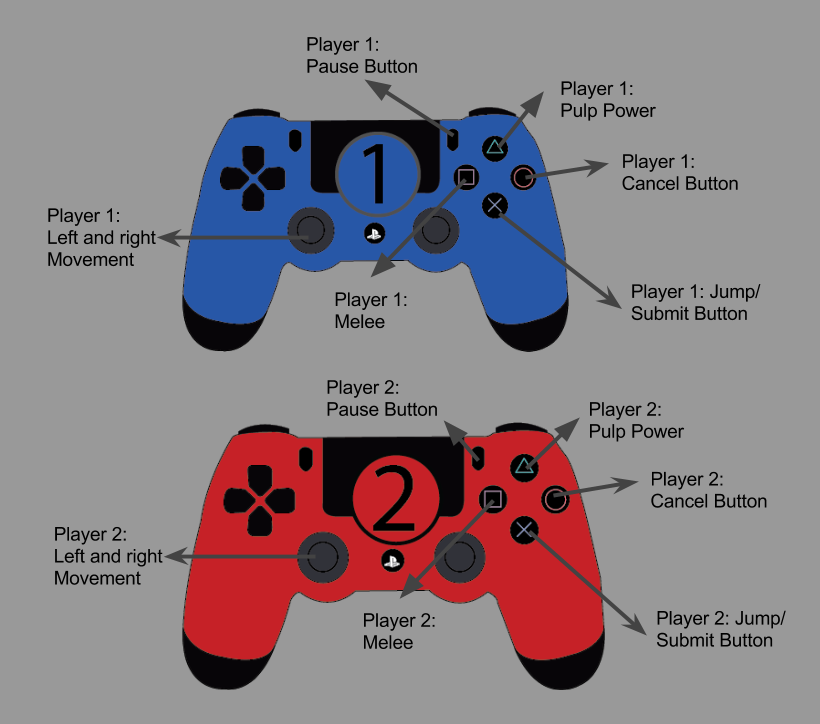 Player 1:
Pause Button
Player 1:
Pulp Power
Player 1:
Cancel Button
1
Player 1:
Left and right
Movement
Player 1:
Melee
Player 1: Jump/
Submit Button
Player 2:
Pause Button
Player 2:
Pulp Power
Player 2:
Cancel Button
2
Player 2:
Left and right
Movement
Player 2:
Melee
Player 2: Jump/
Submit Button